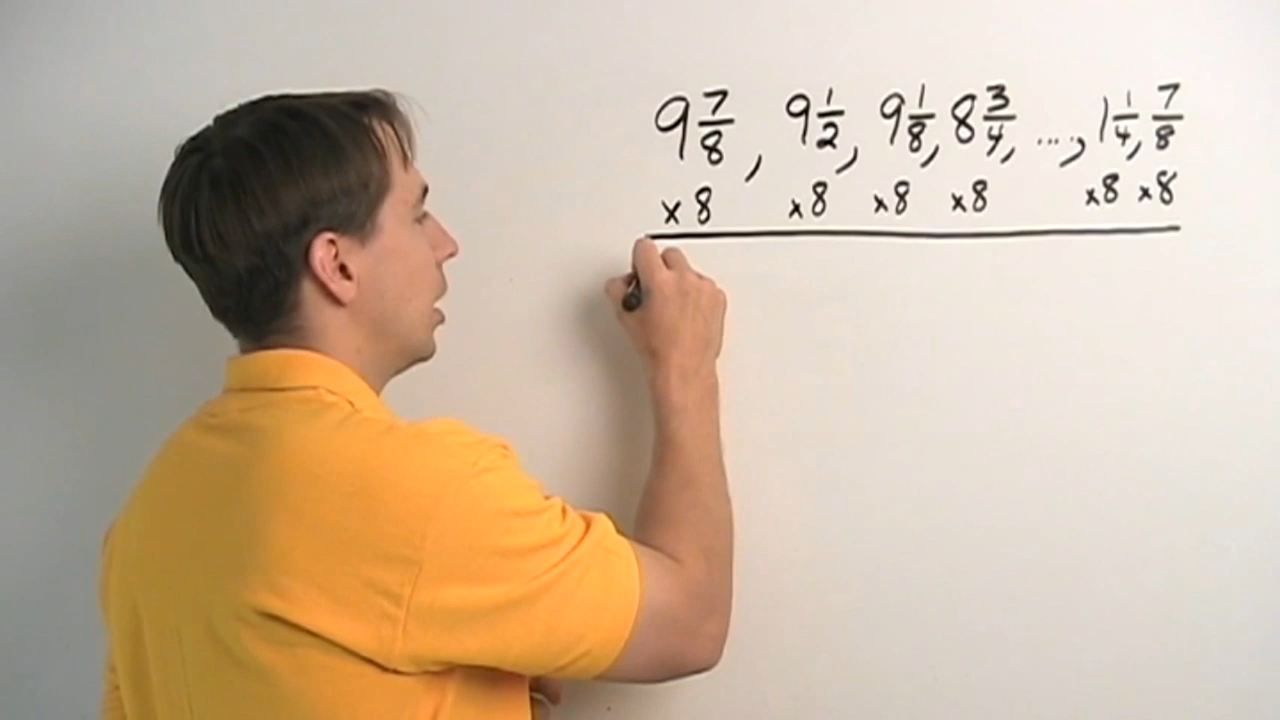 9 7/8, 9 1/2, 9 1/8, 8 3/4, ..., 1 1/4, 7/8
×8 ×8 ×8 ×8 ×8 ×8